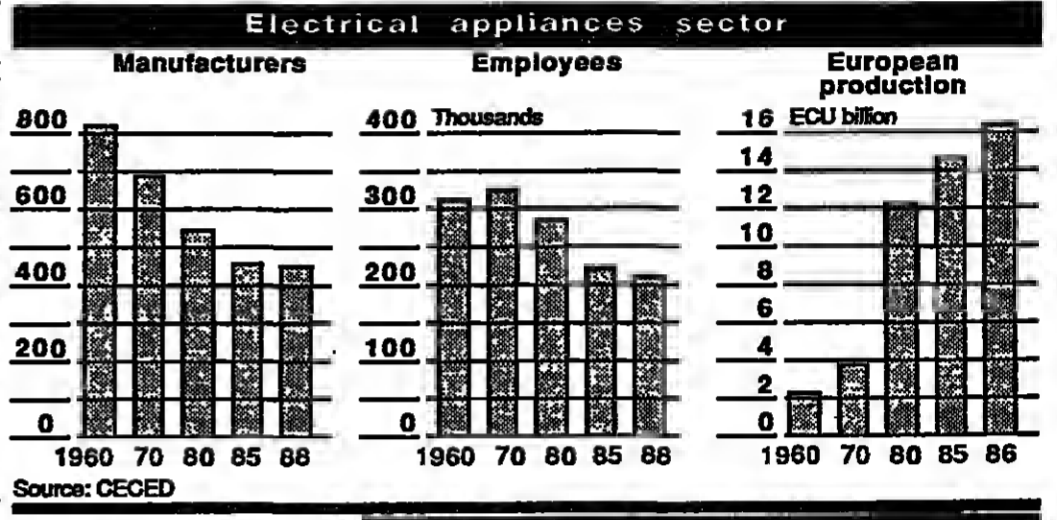 Electrical appliances sector
Manufacturers
800
600
400
200
0
1960 70 80 85 88
Employees
400 Thousands
300
200
100
0
1960 70 80 85 88
European
production
16 ECU billion
14
12
10
8
6
4
2
0
1960 70 80 85 86
Source: CECED